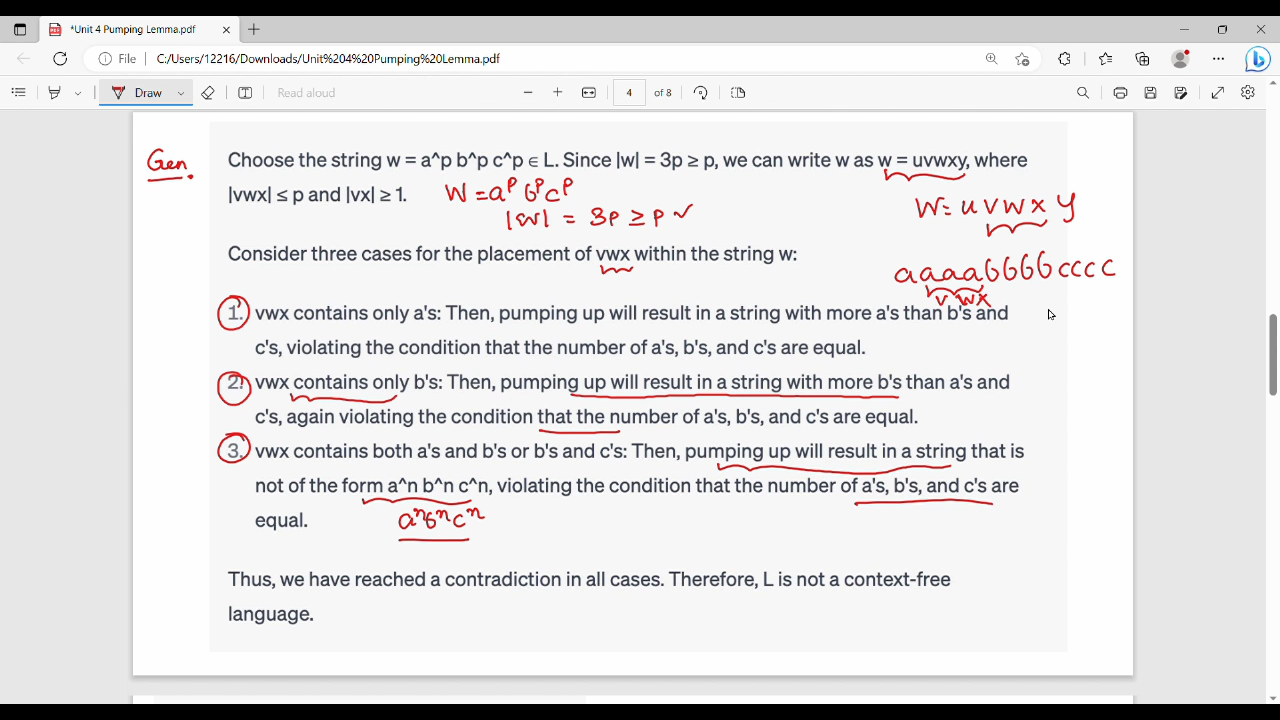 *Unit 4 Pumping Lemma.pdf
File C:/Users/12216/Downloads/Unit%204%20Pumping%20Lemma.pdf
Draw Read aloud 4 of 8
Gen. Choose the string w = a^p b^p c^p ∈ L. Since |w| = 3p ≥ p, we can write w as w = uvwxy, where
|vwx| ≤ p and |vx| ≥ 1. W = a^p b^p c^p
W = u v w x y
|w| = 3p ≥ p ✓
Consider three cases for the placement of vwx within the string w:
aaaabbbbcccc
v w x
1. vwx contains only a's: Then, pumping up will result in a string with more a's than b's and
c's, violating the condition that the number of a's, b's, and c's are equal.
2. vwx contains only b's: Then, pumping up will result in a string with more b's than a's and
c's, again violating the condition that the number of a's, b's, and c's are equal.
3. vwx contains both a's and b's or b's and c's: Then, pumping up will result in a string that is
not of the form a^n b^n c^n, violating the condition that the number of a's, b's, and c's are
equal. a^n b^n c^n
Thus, we have reached a contradiction in all cases. Therefore, L is not a context-free
language.